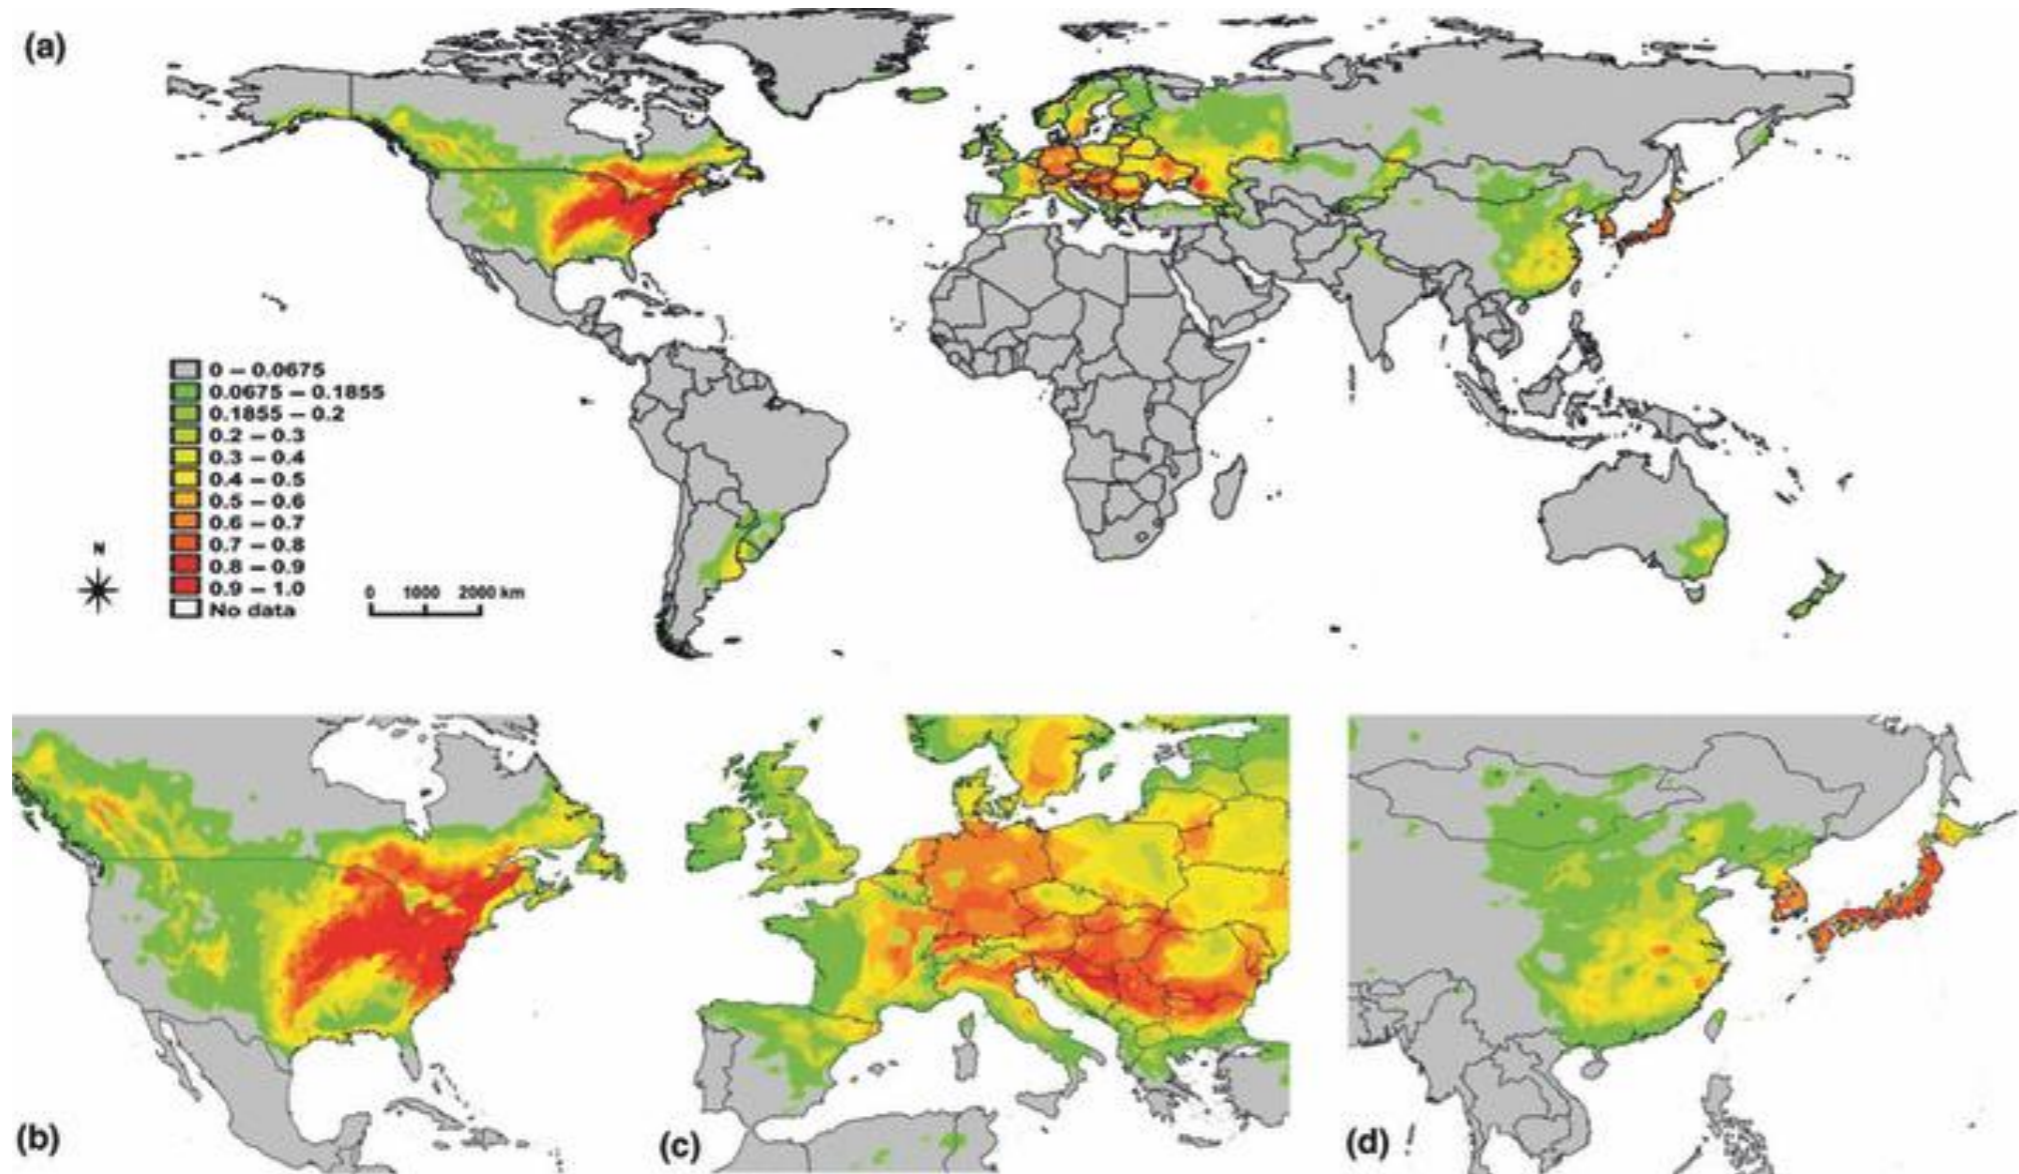 (a)
0 – 0.0675
0.0675 – 0.1855
0.1855 – 0.2
0.2 – 0.3
0.3 – 0.4
0.4 – 0.5
0.5 – 0.6
0.6 – 0.7
0.7 – 0.8
0.8 – 0.9
0.9 – 1.0
No data
N
0 1000 2000 km
(b)
(c)
(d)